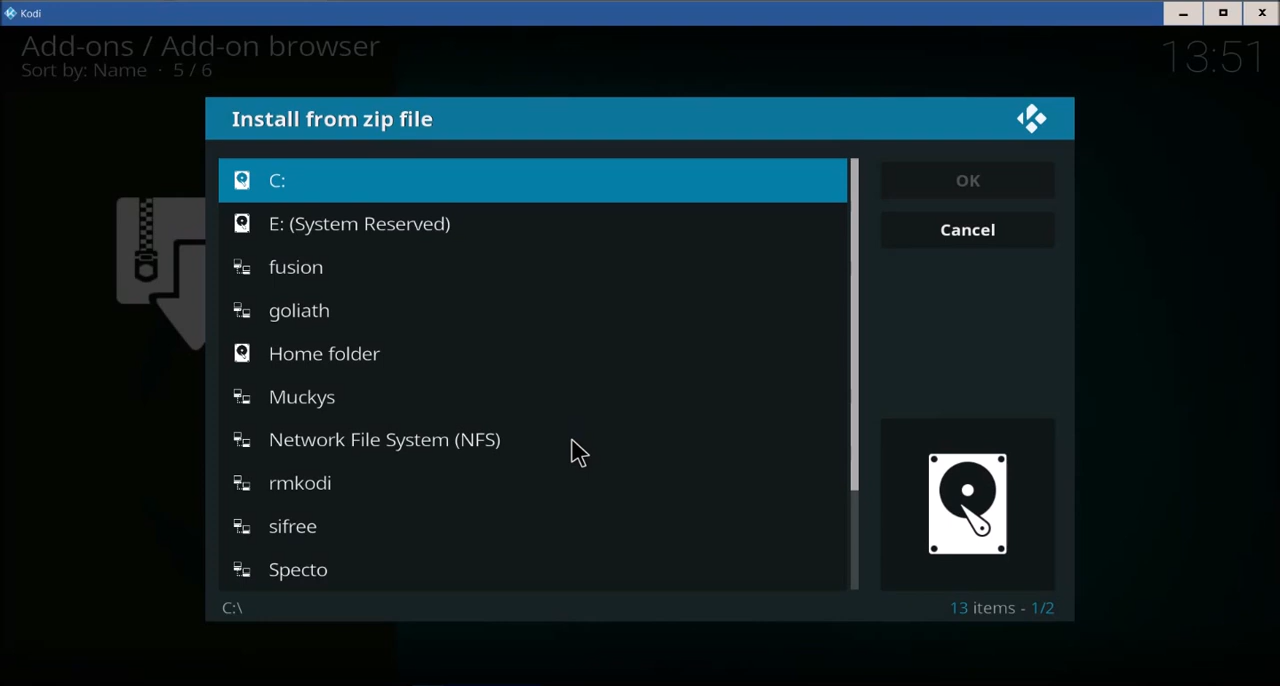 Kodi
Add-ons / Add-on browser
Sort by: Name · 5 / 6
13:51
Install from zip file
C:
E: (System Reserved)
fusion
goliath
Home folder
Muckys
Network File System (NFS)
rmkodi
sifree
Specto
OK
Cancel
C:\
13 items - 1/2